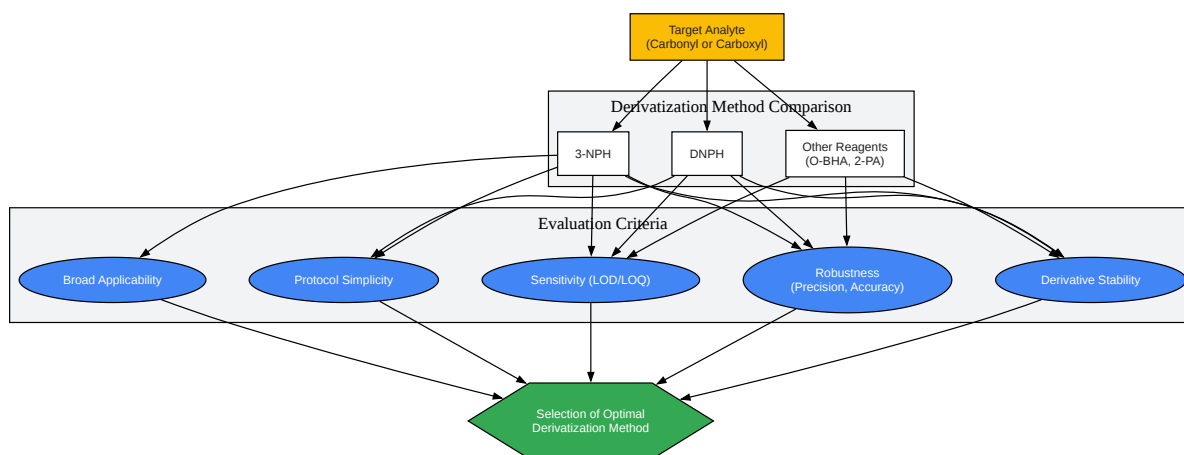 Target Analyte
(Carbonyl or Carboxyl)
Derivatization Method Comparison
3-NPH
DNPH
Other Reagents
(O-BHA, 2-PA)
Evaluation Criteria
Broad Applicability
Protocol Simplicity
Sensitivity (LOD/LOQ)
Robustness
(Precision, Accuracy)
Derivative Stability
Selection of Optimal
Derivatization Method